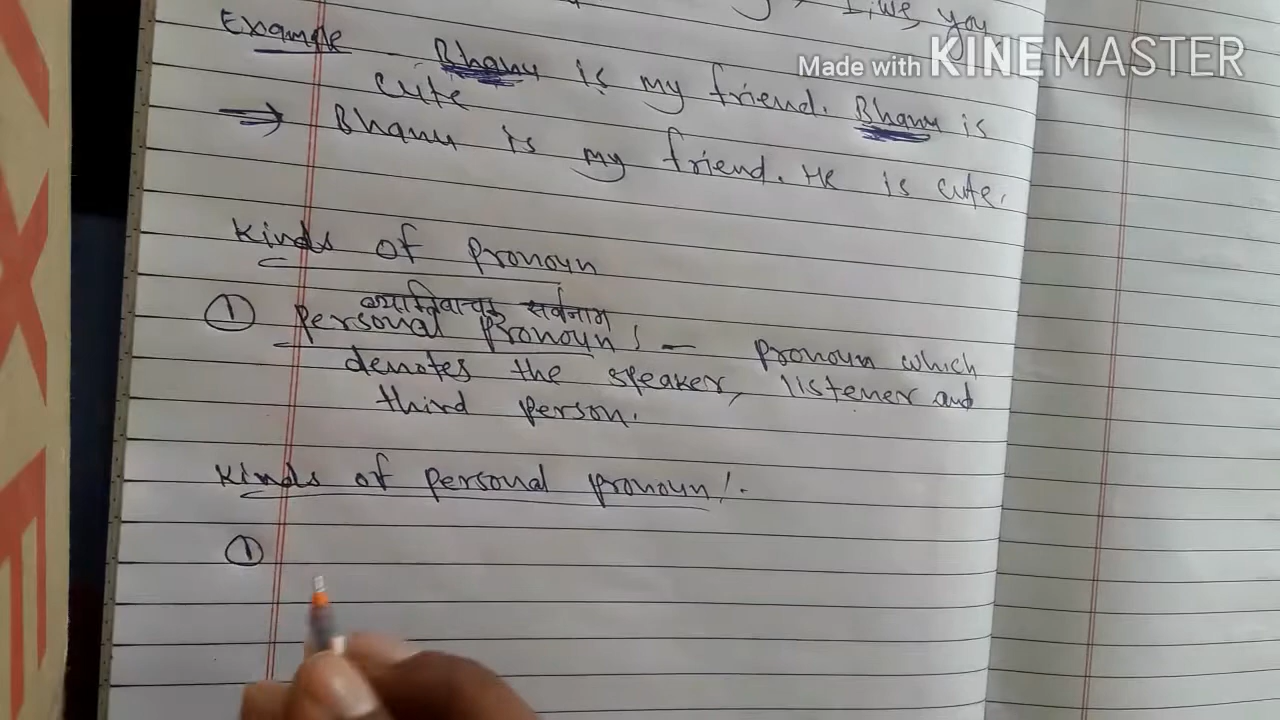 I, we, you
Made with KINEMASTER
Example - Bhanu is my friend. Bhanu is
cute
⇒ Bhanu is my friend. He is cute.
Kinds of pronoun
व्याक्तिवाचक सर्वनाम
① Personal pronoun :- pronoun which
denotes the speaker, listener and
third person.
Kinds of personal pronoun :-
①